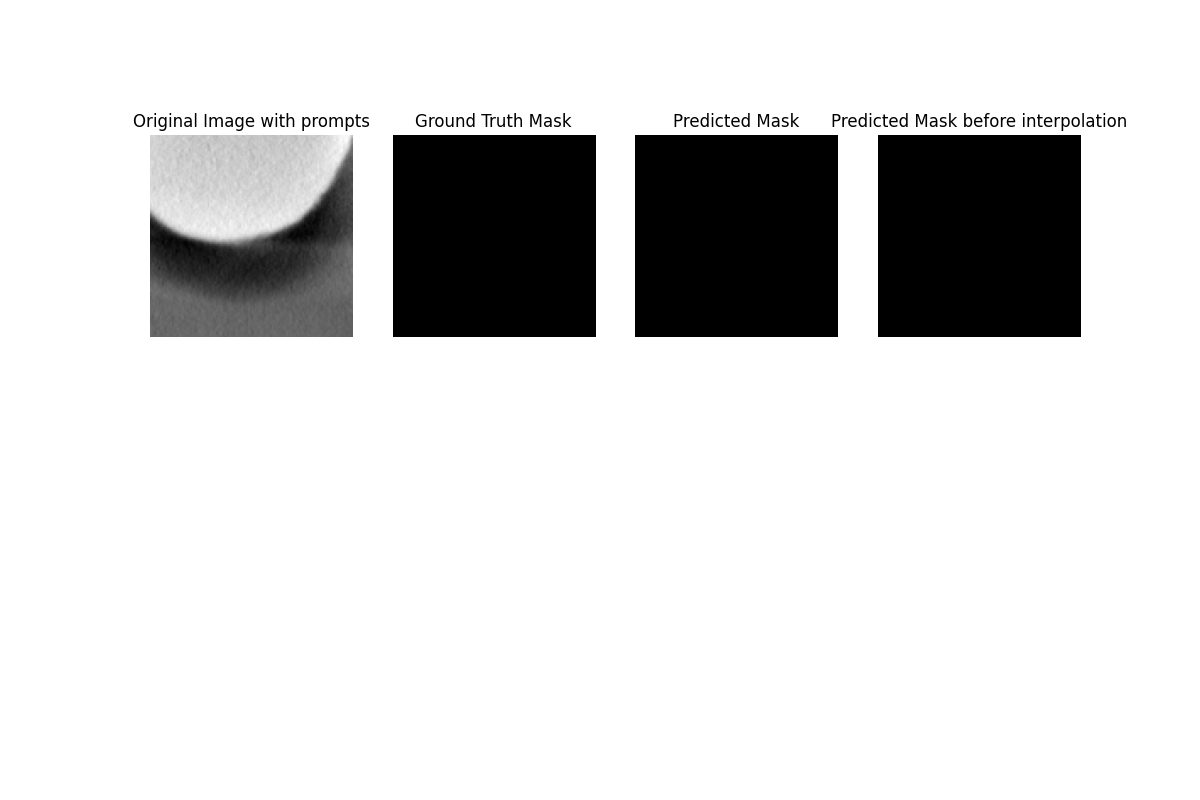 Original Image with prompts
Ground Truth Mask
Predicted Mask
Predicted Mask before interpolation